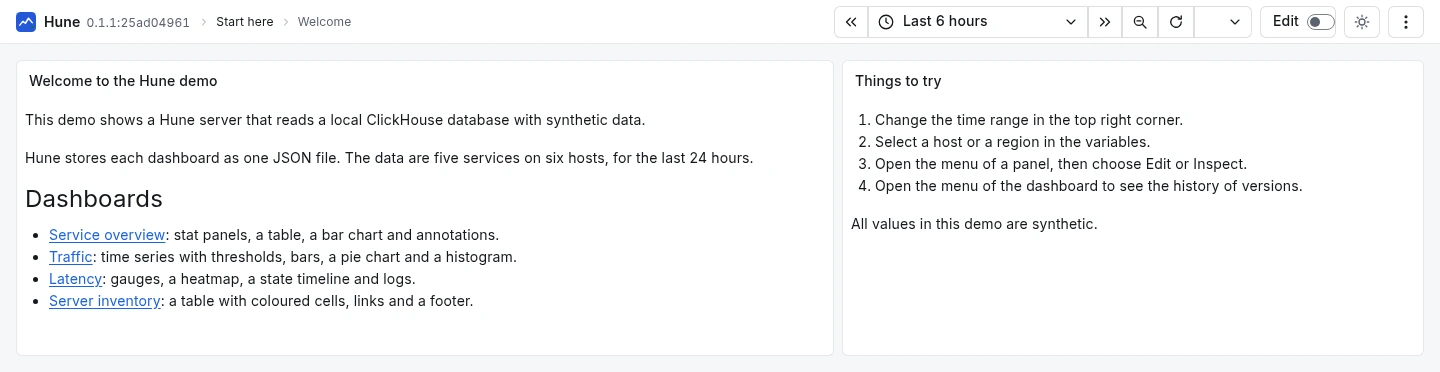 Hune 0.1.1:25ad04961 › Start here › Welcome
Last 6 hours
Edit
Welcome to the Hune demo
This demo shows a Hune server that reads a local ClickHouse database with synthetic data.
Hune stores each dashboard as one JSON file. The data are five services on six hosts, for the last 24 hours.
Dashboards
• Service overview: stat panels, a table, a bar chart and annotations.
• Traffic: time series with thresholds, bars, a pie chart and a histogram.
• Latency: gauges, a heatmap, a state timeline and logs.
• Server inventory: a table with coloured cells, links and a footer.
Things to try
1. Change the time range in the top right corner.
2. Select a host or a region in the variables.
3. Open the menu of a panel, then choose Edit or Inspect.
4. Open the menu of the dashboard to see the history of versions.
All values in this demo are synthetic.